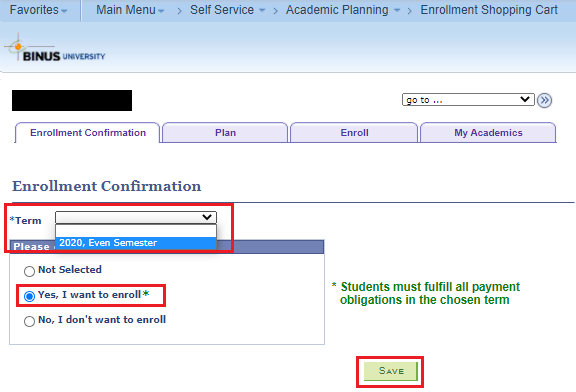 Favorites Main Menu > Self Service > Academic Planning > Enrollment Shopping Cart
BINUS UNIVERSITY
go to ...
Enrollment Confirmation Plan Enroll My Academics
Enrollment Confirmation
*Term
2020, Even Semester
Please
Not Selected
Yes, I want to enroll*
No, I don't want to enroll
* Students must fulfill all payment
obligations in the chosen term
SAVE